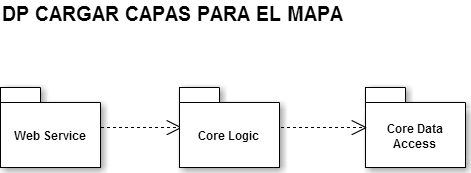 DP CARGAR CAPAS PARA EL MAPA
Web Service
Core Logic
Core Data
Access